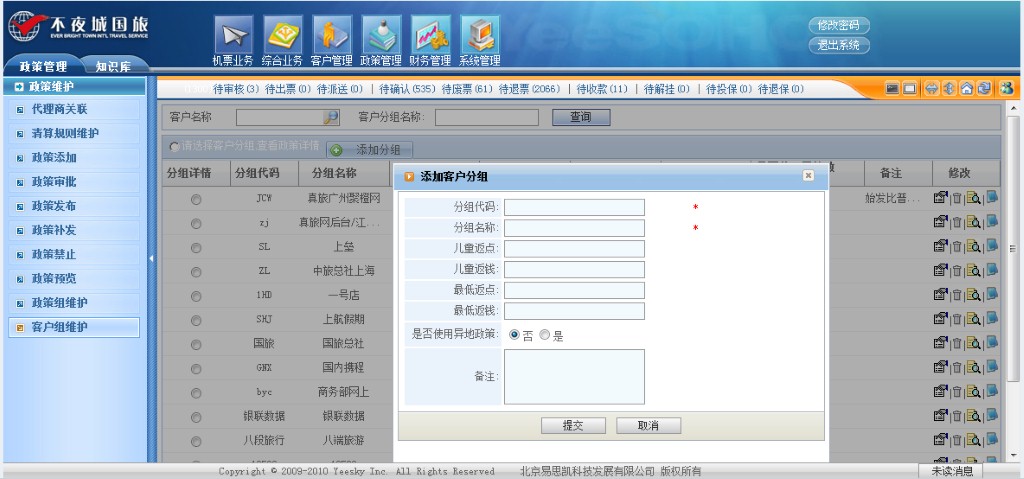 不夜城国旅
EVER BRIGHT TOWN INT'L TRAVEL SERVICE
机票业务 综合业务 客户管理 政策管理 财务管理 系统管理
修改密码
退出系统
政策管理 知识库
政策维护
待审核(3) 待出票(0) 待派送(0) | 待确认(535) 待废票(61) 待退票(2066) | 待收款(11) | 待解挂(0) | 待投保(0) 待退保(0)
代理商关联
清算规则维护
政策添加
政策审批
政策发布
政策补发
政策禁止
政策预览
政策组维护
客户组维护
客户名称 客户分组名称: 查询
请选择客户分组,查看政策详情 添加分组
分组详情 分组代码 分组名称 备注 修改
JCW 真旅广州聚橙网 始发比普...
zj 真旅网后台/江...
SL 上垒
ZL 中旅总社上海
1HD 一号店
SHJ 上航假期
国旅 国旅总社
GNX 国内携程
byc 商务部网上
银联数据 银联数据
八段旅行 八端旅游
添加客户分组
分组代码: *
分组名称: *
儿童返点:
儿童返钱:
最低返点:
最低返钱:
是否使用异地政策: 否 是
备注:
提交 取消
Copyright © 2009-2010 Yeesky Inc. All Rights Reserved 北京易思凯科技发展有限公司 版权所有
未读消息